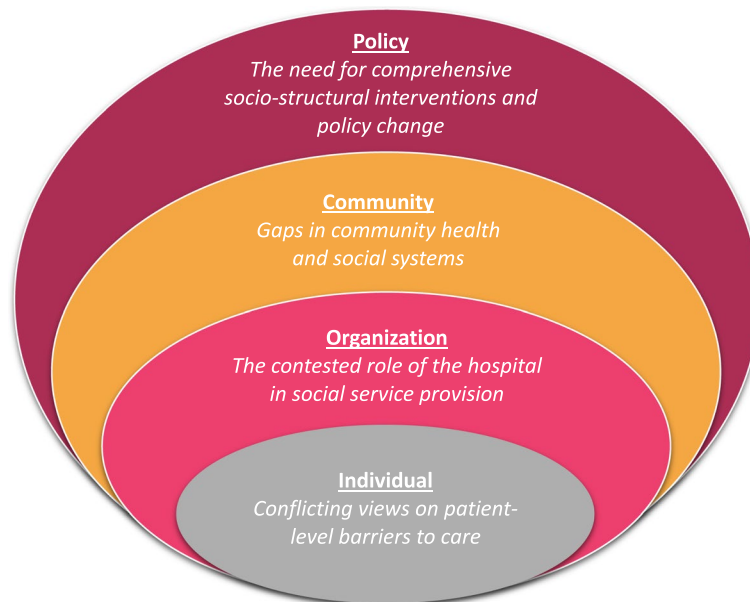 Policy
The need for comprehensive
socio-structural interventions and
policy change
Community
Gaps in community health
and social systems
Organization
The contested role of the hospital
in social service provision
Individual
Conflicting views on patient-
level barriers to care